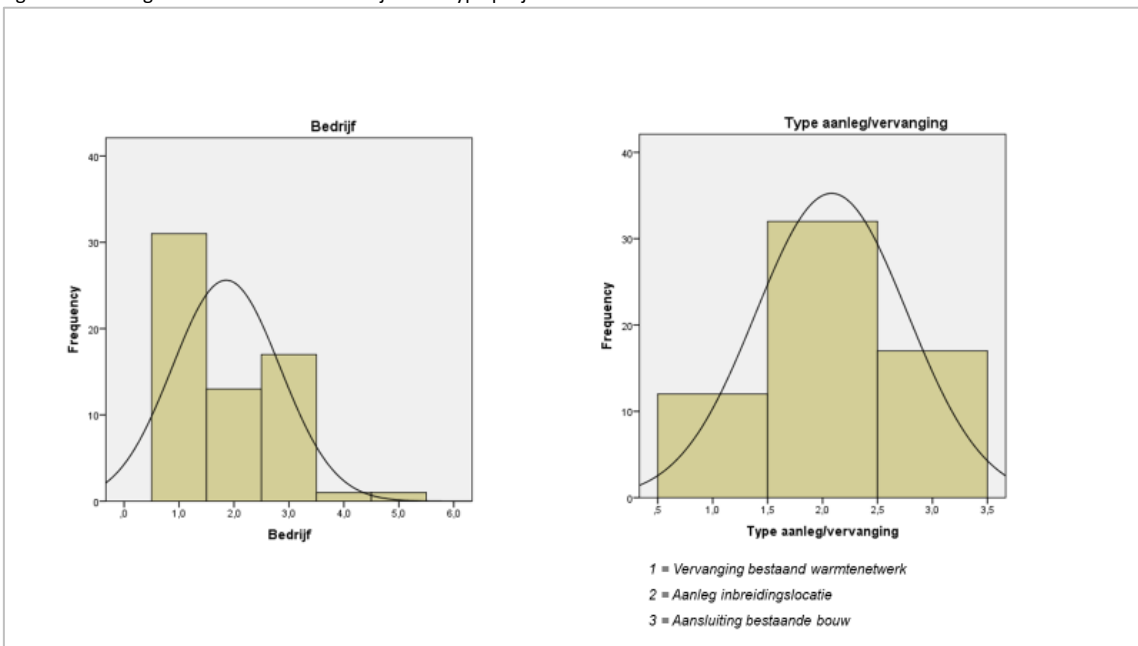 Bedrijf
40
30
20
10
0
Frequency
,0 1,0 2,0 3,0 4,0 5,0 6,0
Bedrijf
Type aanleg/vervanging
40
30
20
10
0
Frequency
,5 1,0 1,5 2,0 2,5 3,0 3,5
Type aanleg/vervanging
1 = Vervanging bestaand warmtenetwerk
2 = Aanleg inbreidingslocatie
3 = Aansluiting bestaande bouw